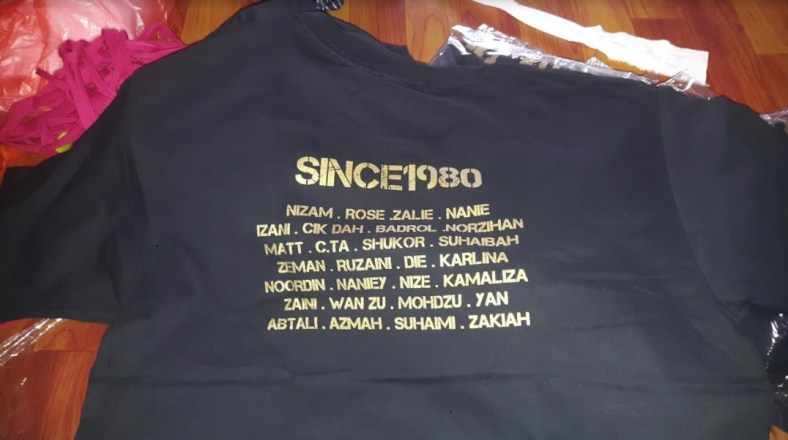 SINCE1980
NIZAM . ROSE .ZALIE . NANIE
IZANI . CIK DAH . BADROL .NORZIHAN
MATT . C.TA . SHUKOR . SUHAIBAH
ZEMAN . RUZAINI . DIE . KARLINA
NOORDIN . NANIEY . NIZE . KAMALIZA
ZAINI . WAN ZU . MOHDZU . YAN
ABTALI . AZMAH . SUHAIMI . ZAKIAH